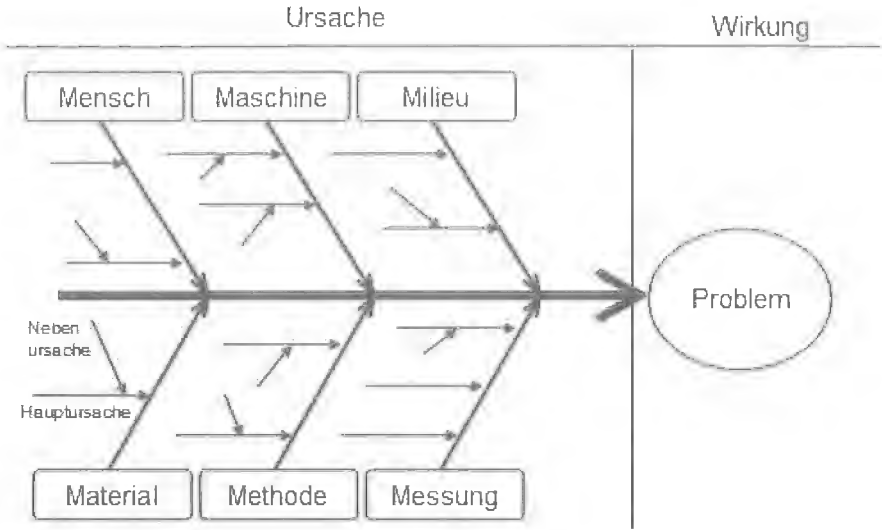 Ursache
Wirkung
Mensch
Maschine
Milieu
Problem
Neben
ursache
Hauptursache
Material
Methode
Messung